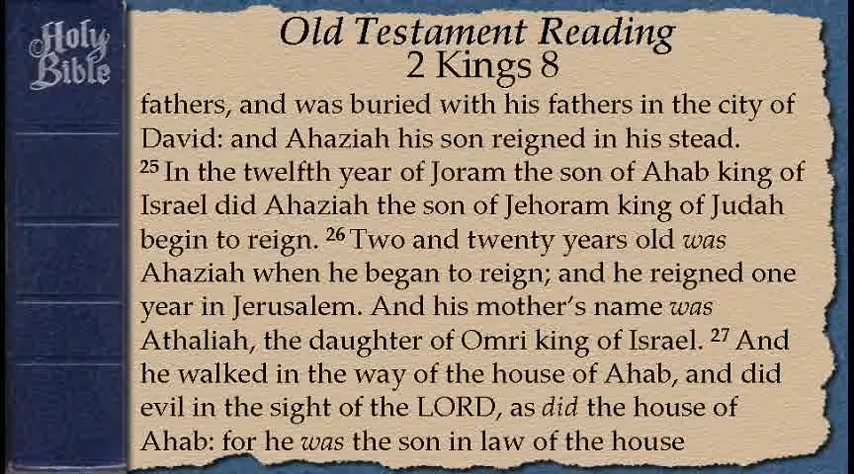 Holy
Bible
Old Testament Reading
2 Kings 8
fathers, and was buried with his fathers in the city of
David: and Ahaziah his son reigned in his stead.
25 In the twelfth year of Joram the son of Ahab king of
Israel did Ahaziah the son of Jehoram king of Judah
begin to reign. 26 Two and twenty years old was
Ahaziah when he began to reign; and he reigned one
year in Jerusalem. And his mother's name was
Athaliah, the daughter of Omri king of Israel. 27 And
he walked in the way of the house of Ahab, and did
evil in the sight of the LORD, as did the house of
Ahab: for he was the son in law of the house